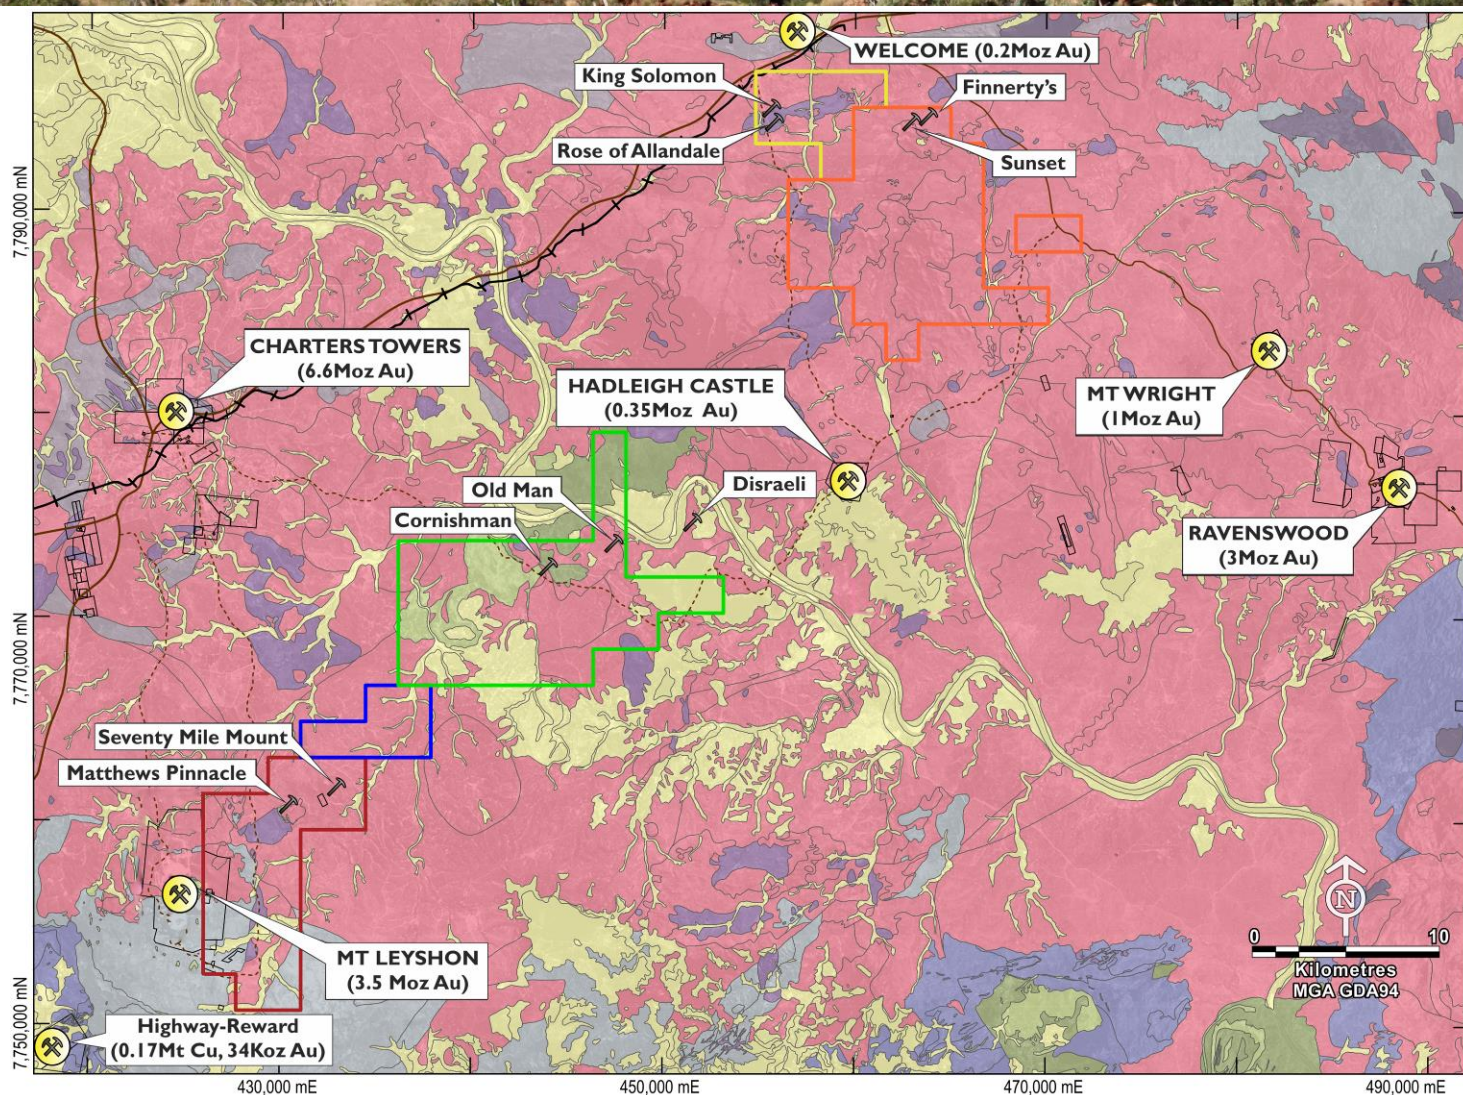 WELCOME (0.2Moz Au)
King Solomon
Finnerty's
Rose of Allandale
Sunset
7,790,000 mN
CHARTERS TOWERS
(6.6Moz Au)
HADLEIGH CASTLE
(0.35Moz Au)
MT WRIGHT
(1Moz Au)
Old Man
Disraeli
Cornishman
RAVENSWOOD
(3Moz Au)
7,770,000 mN
Seventy Mile Mount
Matthews Pinnacle
MT LEYSHON
(3.5 Moz Au)
N
0 10
Kilometres
MGA GDA94
Highway-Reward
(0.17Mt Cu, 34Koz Au)
7,750,000 mN
430,000 mE
450,000 mE
470,000 mE
490,000 mE